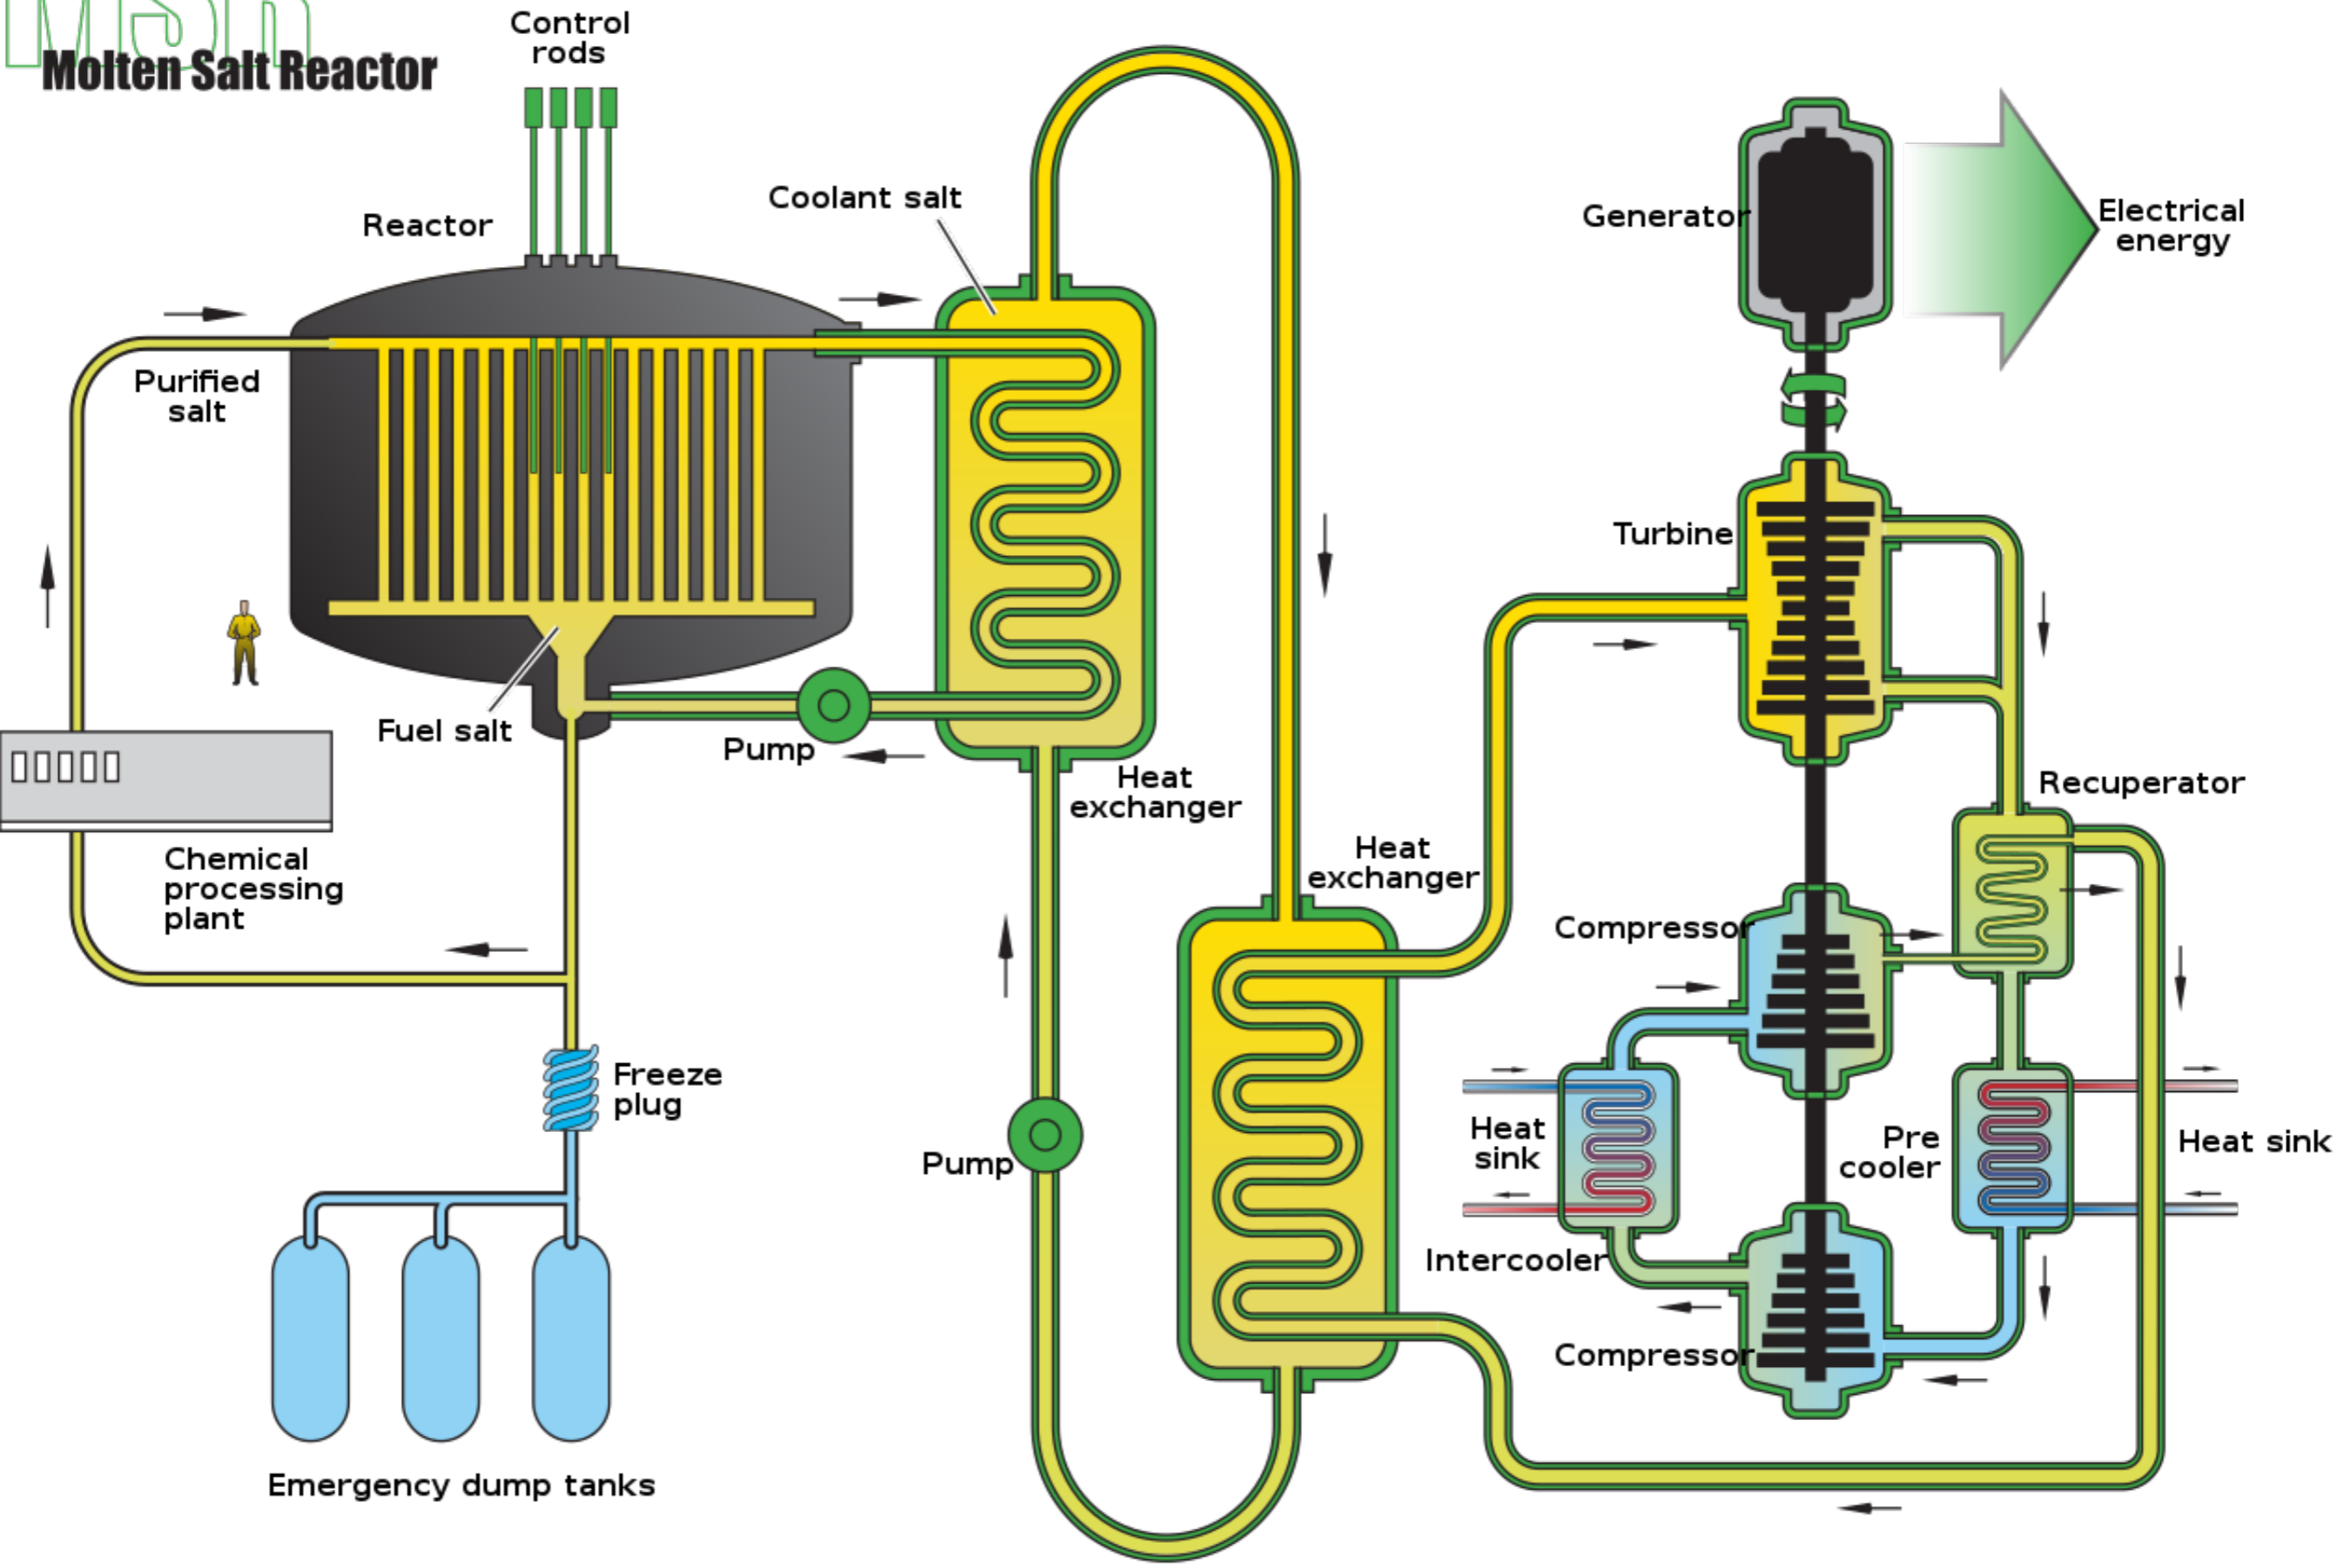 MSR
Molten Salt Reactor
Control
rods
Reactor
Coolant salt
Purified
salt
Fuel salt
Pump
Heat
exchanger
Chemical
processing
plant
Freeze
plug
Emergency dump tanks
Pump
Heat
exchanger
Generator
Electrical
energy
Turbine
Recuperator
Compressor
Heat
sink
Pre
cooler
Heat sink
Intercooler
Compressor